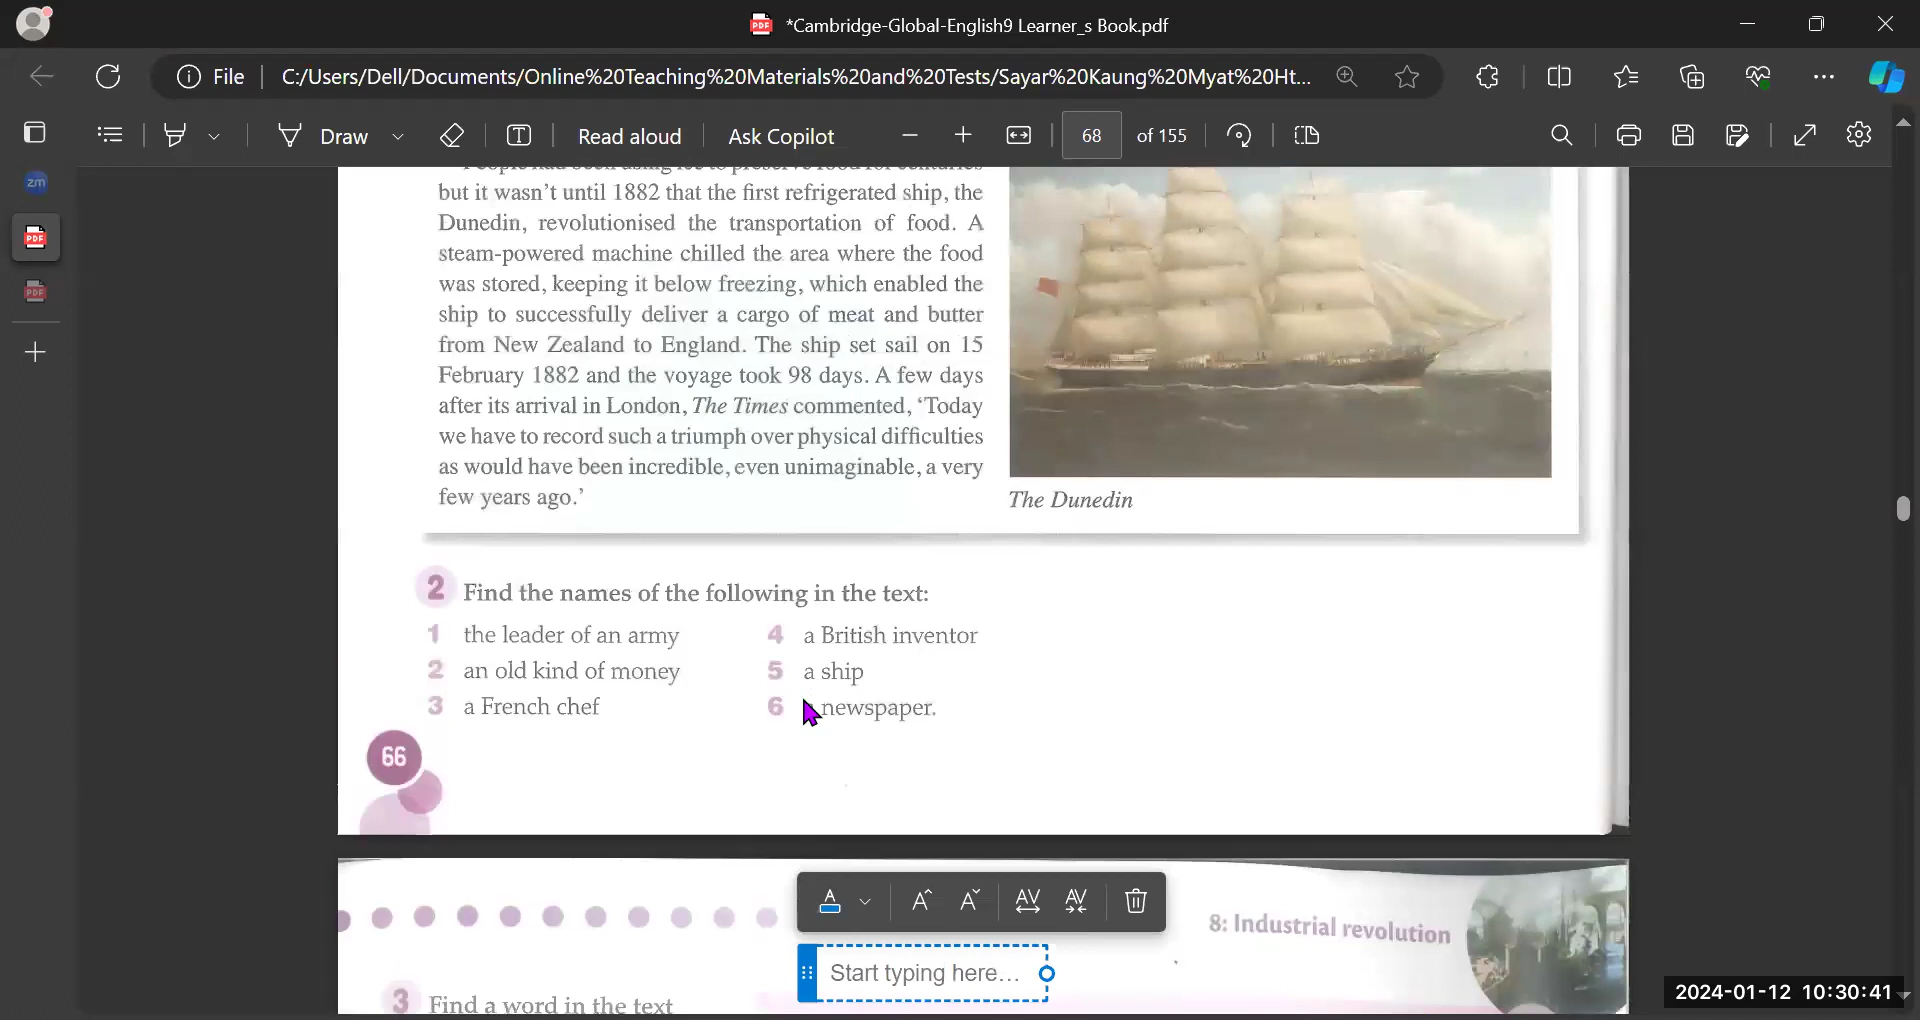 *Cambridge-Global-English9 Learner_s Book.pdf
File
C:/Users/Dell/Documents/Online%20Teaching%20Materials%20and%20Tests/Sayar%20Kaung%20Myat%20Ht...
Draw
Read aloud
Ask Copilot
68 of 155
zm
PDF
PDF
but it wasn't until 1882 that the first refrigerated ship, the
Dunedin, revolutionised the transportation of food. A
steam-powered machine chilled the area where the food
was stored, keeping it below freezing, which enabled the
ship to successfully deliver a cargo of meat and butter
from New Zealand to England. The ship set sail on 15
February 1882 and the voyage took 98 days. A few days
after its arrival in London, The Times commented, 'Today
we have to record such a triumph over physical difficulties
as would have been incredible, even unimaginable, a very
few years ago.'
The Dunedin
2 Find the names of the following in the text:
1 the leader of an army
2 an old kind of money
3 a French chef
4 a British inventor
5 a ship
6 newspaper.
66
8: Industrial revolution
Start typing here...
3 Find a word in the text
2024-01-12 10:30:41